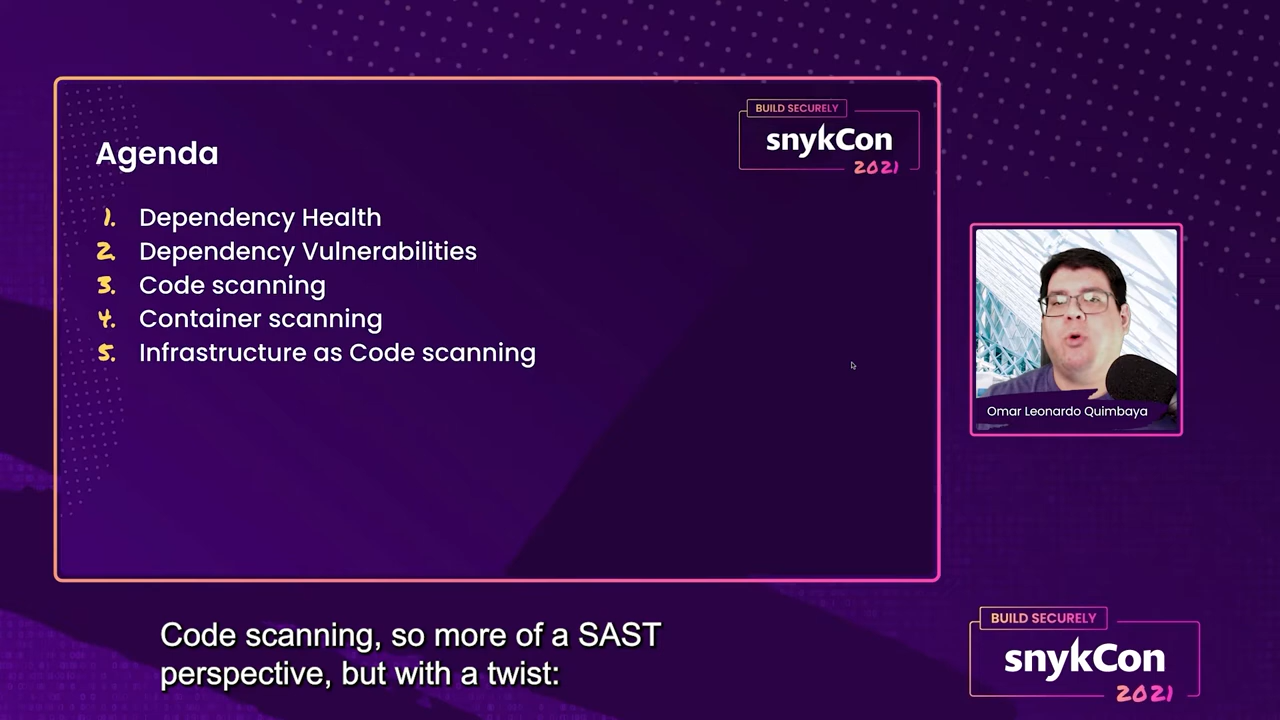 BUILD SECURELY
snykCon
2021
Agenda
1. Dependency Health
2. Dependency Vulnerabilities
3. Code scanning
4. Container scanning
5. Infrastructure as Code scanning
Omar Leonardo Quimbaya
Code scanning, so more of a SAST
perspective, but with a twist:
BUILD SECURELY
snykCon
2021